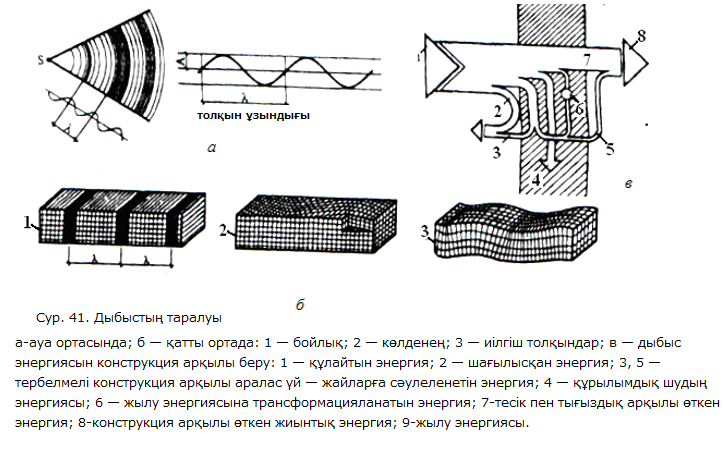 S
λ
A
λ
толқын ұзындығы
а
1
2
3
4
5
6
7
8
в
1
λ
λ
2
3
б
Сур. 41. Дыбыстың таралуы
а-ауа ортасында; б — қатты ортада: 1 — бойлық; 2 — көлденең; 3 — иілгіш толқындар; в — дыбыс
энергиясын конструкция арқылы беру: 1 — құлайтын энергия; 2 — шағылысқан энергия; 3, 5 —
тербелмелі конструкция арқылы аралас үй — жайларға сәулеленетін энергия; 4 — құрылымдық шудың
энергиясы; 6 — жылу энергиясына трансформацияланатын энергия; 7-тесік пен тығыздық арқылы өткен
энергия; 8-конструкция арқылы өткен жиынтық энергия; 9-жылу энергиясы.